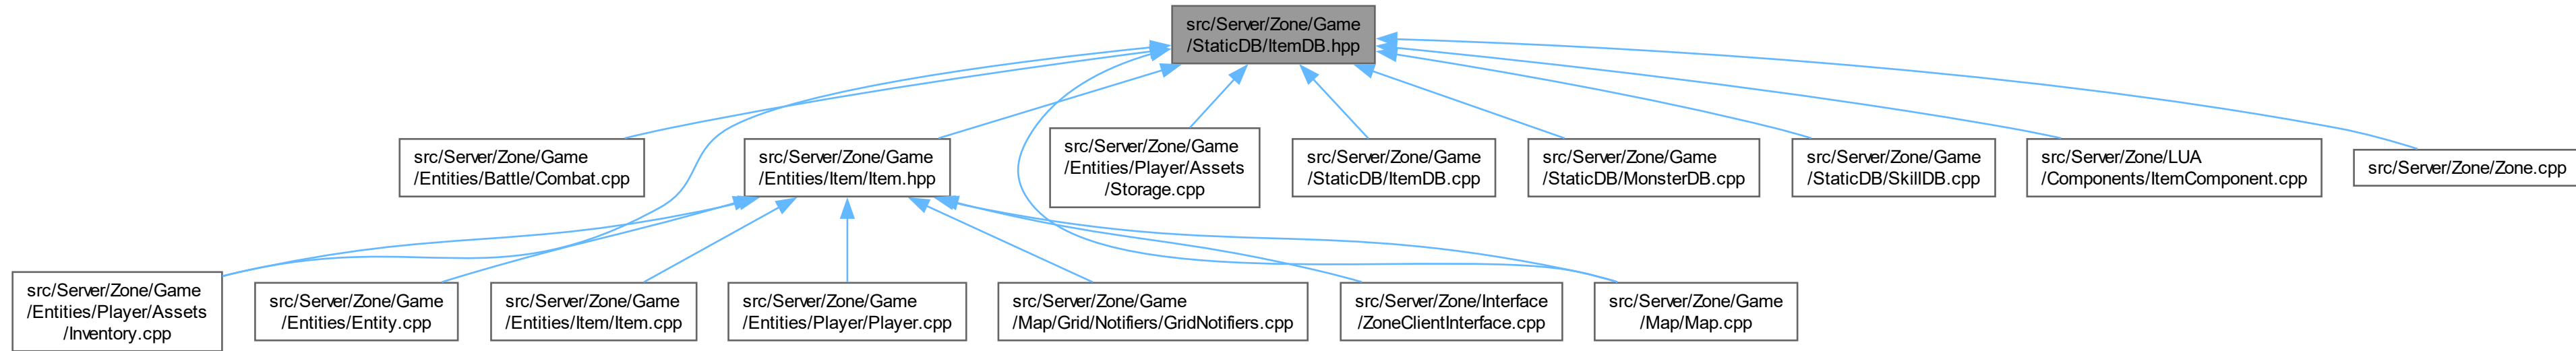 src/Server/Zone/Game
/StaticDB/ItemDB.hpp
src/Server/Zone/Game
/Entities/Battle/Combat.cpp
src/Server/Zone/Game
/Entities/Item/Item.hpp
src/Server/Zone/Game
/Entities/Player/Assets
/Storage.cpp
src/Server/Zone/Game
/StaticDB/ItemDB.cpp
src/Server/Zone/Game
/StaticDB/MonsterDB.cpp
src/Server/Zone/Game
/StaticDB/SkillDB.cpp
src/Server/Zone/LUA
/Components/ItemComponent.cpp
src/Server/Zone/Zone.cpp
src/Server/Zone/Game
/Entities/Player/Assets
/Inventory.cpp
src/Server/Zone/Game
/Entities/Entity.cpp
src/Server/Zone/Game
/Entities/Item/Item.cpp
src/Server/Zone/Game
/Entities/Player/Player.cpp
src/Server/Zone/Game
/Map/Grid/Notifiers/GridNotifiers.cpp
src/Server/Zone/Interface
/ZoneClientInterface.cpp
src/Server/Zone/Game
/Map/Map.cpp